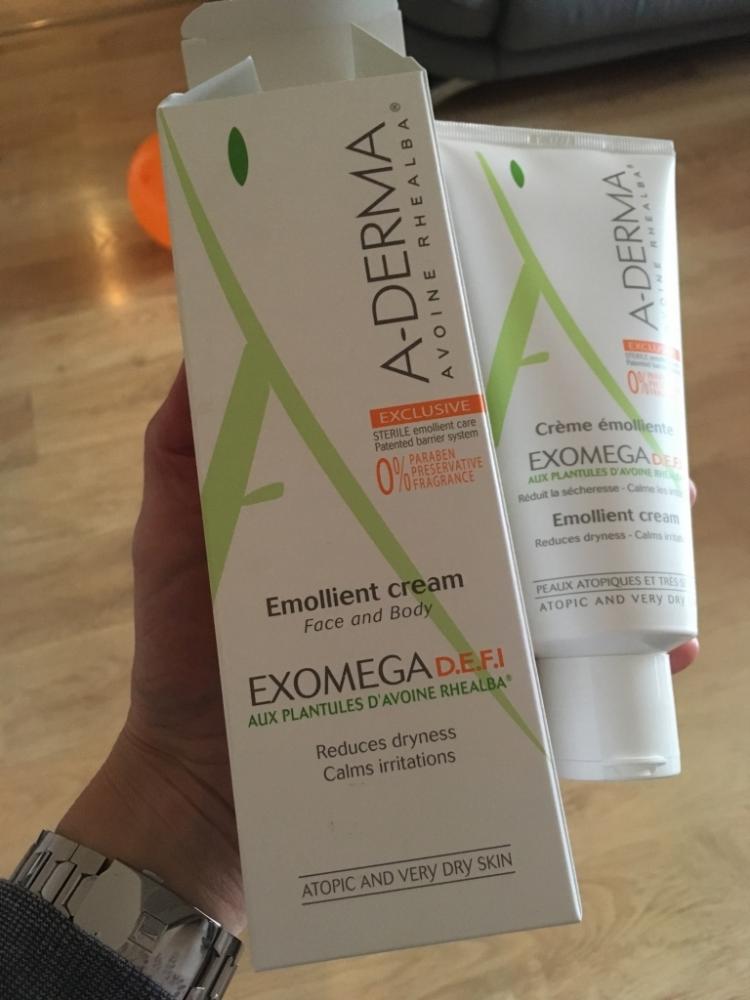 A-DERMA®
AVOINE RHEALBA
EXCLUSIVE
STERILE emollient care
Patented barrier system
0% PARABEN
PRESERVATIVE
FRAGRANCE
Emollient cream
Face and Body
EXOMEGA D.E.F.I
AUX PLANTULES D'AVOINE RHEALBA®
Reduces dryness
Calms irritations
ATOPIC AND VERY DRY SKIN
A-DERMA
AVOINE RHEALBA
0%
Crème émolliente
EXOMEGA D.E.F.I
AUX PLANTULES D'AVOINE
Réduit la sécheresse - Calme les
Emollient cream
Reduces dryness - Calms
PEAUX ATOPIQUES ET TRÈS
ATOPIC AND VERY DRY